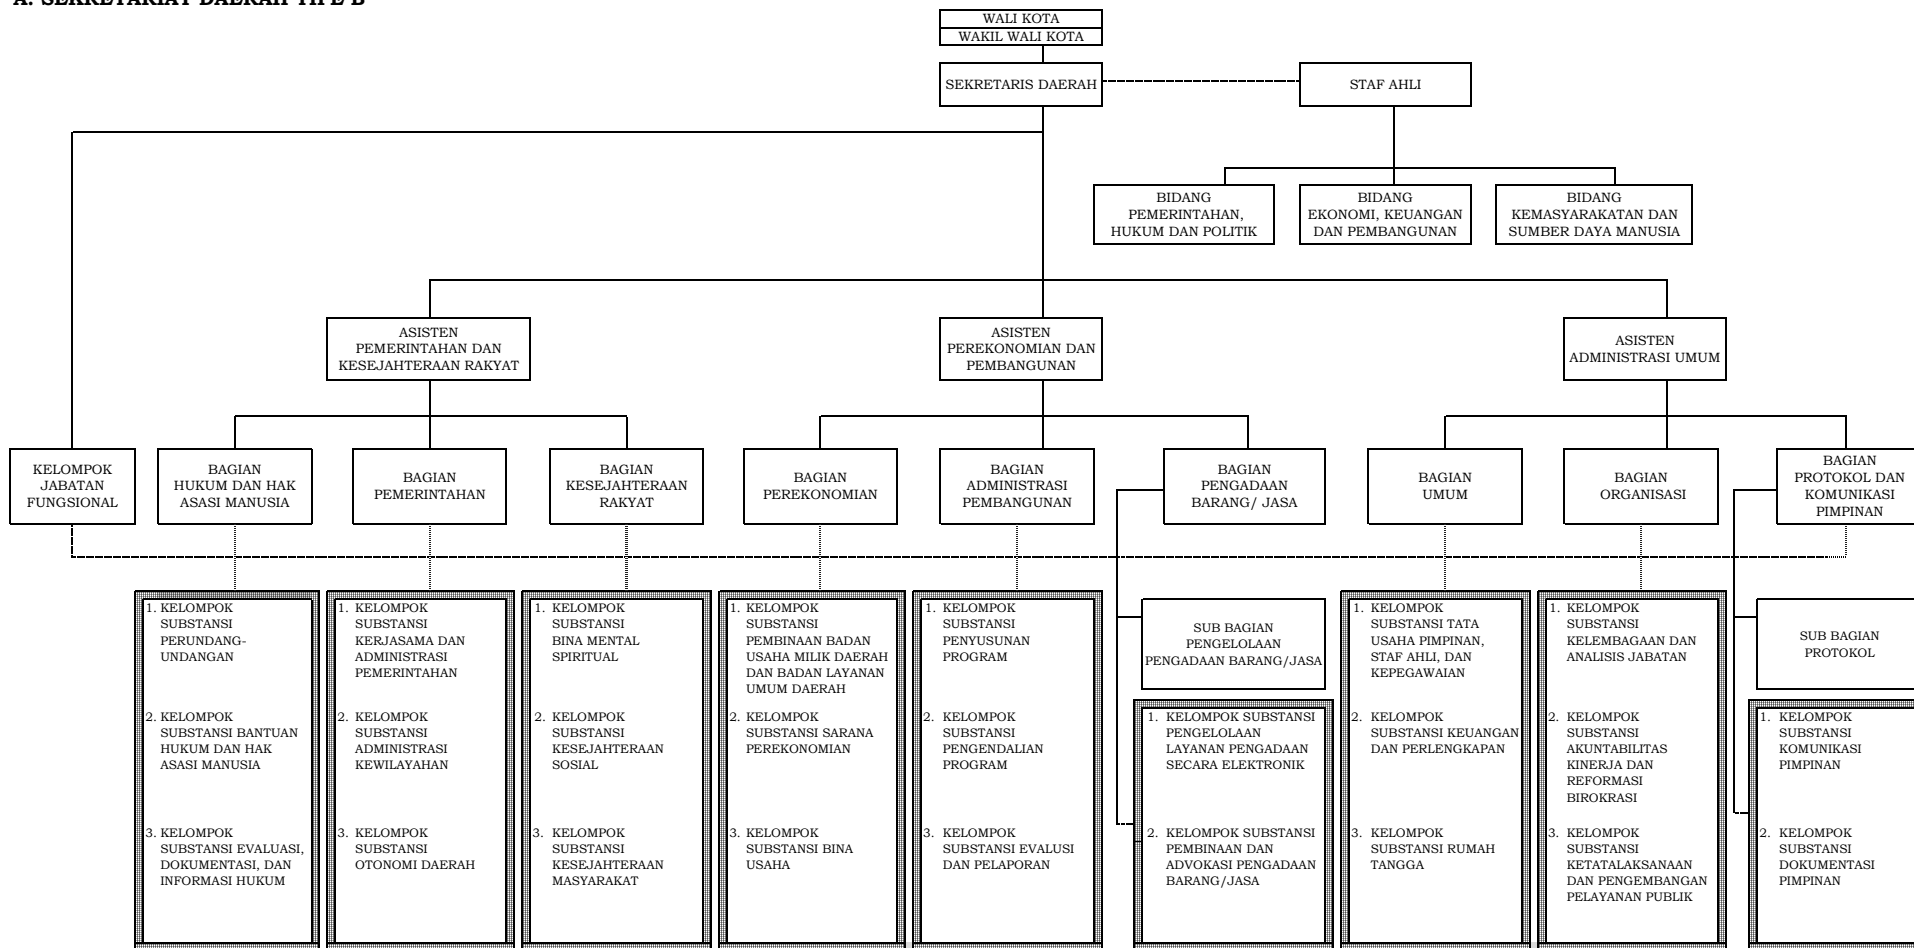 A. SEKRETARIAT DAERAH TIPE B
WALI KOTA
WAKIL WALI KOTA
SEKRETARIS DAERAH
STAF AHLI
BIDANG
PEMERINTAHAN,
HUKUM DAN POLITIK
BIDANG
EKONOMI, KEUANGAN
DAN PEMBANGUNAN
BIDANG
KEMASYARAKATAN DAN
SUMBER DAYA MANUSIA
ASISTEN
PEMERINTAHAN DAN
KESEJAHTERAAN RAKYAT
ASISTEN
PEREKONOMIAN DAN
PEMBANGUNAN
ASISTEN
ADMINISTRASI UMUM
KELOMPOK
JABATAN
FUNGSIONAL
BAGIAN
HUKUM DAN HAK
ASASI MANUSIA
BAGIAN
PEMERINTAHAN
BAGIAN
KESEJAHTERAAN
RAKYAT
BAGIAN
PEREKONOMIAN
BAGIAN
ADMINISTRASI
PEMBANGUNAN
BAGIAN
PENGADAAN
BARANG/ JASA
BAGIAN
UMUM
BAGIAN
ORGANISASI
BAGIAN
PROTOKOL DAN
KOMUNIKASI
PIMPINAN
1. KELOMPOK
SUBSTANSI
PERUNDANG-
UNDANGAN
2. KELOMPOK
SUBSTANSI BANTUAN
HUKUM DAN HAK
ASASI MANUSIA
3. KELOMPOK
SUBSTANSI EVALUASI,
DOKUMENTASI, DAN
INFORMASI HUKUM
1. KELOMPOK
SUBSTANSI
KERJASAMA DAN
ADMINISTRASI
PEMERINTAHAN
2. KELOMPOK
SUBSTANSI
ADMINISTRASI
KEWILAYAHAN
3. KELOMPOK
SUBSTANSI
OTONOMI DAERAH
1. KELOMPOK
SUBSTANSI
BINA MENTAL
SPIRITUAL
2. KELOMPOK
SUBSTANSI
KESEJAHTERAAN
SOSIAL
3. KELOMPOK
SUBSTANSI
KESEJAHTERAAN
MASYARAKAT
1. KELOMPOK
SUBSTANSI
PEMBINAAN BADAN
USAHA MILIK DAERAH
DAN BADAN LAYANAN
UMUM DAERAH
2. KELOMPOK
SUBSTANSI SARANA
PEREKONOMIAN
3. KELOMPOK
SUBSTANSI BINA
USAHA
1. KELOMPOK
SUBSTANSI
PENYUSUNAN
PROGRAM
2. KELOMPOK
SUBSTANSI
PENGENDALIAN
PROGRAM
3. KELOMPOK
SUBSTANSI EVALUSI
DAN PELAPORAN
SUB BAGIAN
PENGELOLAAN
PENGADAAN BARANG/JASA
1. KELOMPOK SUBSTANSI
PENGELOLAAN
LAYANAN PENGADAAN
SECARA ELEKTRONIK
2. KELOMPOK SUBSTANSI
PEMBINAAN DAN
ADVOKASI PENGADAAN
BARANG/JASA
1. KELOMPOK
SUBSTANSI TATA
USAHA PIMPINAN,
STAF AHLI, DAN
KEPEGAWAIAN
2. KELOMPOK
SUBSTANSI KEUANGAN
DAN PERLENGKAPAN
3. KELOMPOK
SUBSTANSI RUMAH
TANGGA
1. KELOMPOK
SUBSTANSI
KELEMBAGAAN DAN
ANALISIS JABATAN
2. KELOMPOK
SUBSTANSI
AKUNTABILITAS
KINERJA DAN
REFORMASI
BIROKRASI
3. KELOMPOK
SUBSTANSI
KETATALAKSANAAN
DAN PENGEMBANGAN
PELAYANAN PUBLIK
SUB BAGIAN
PROTOKOL
1. KELOMPOK
SUBSTANSI
KOMUNIKASI
PIMPINAN
2. KELOMPOK
SUBSTANSI
DOKUMENTASI
PIMPINAN